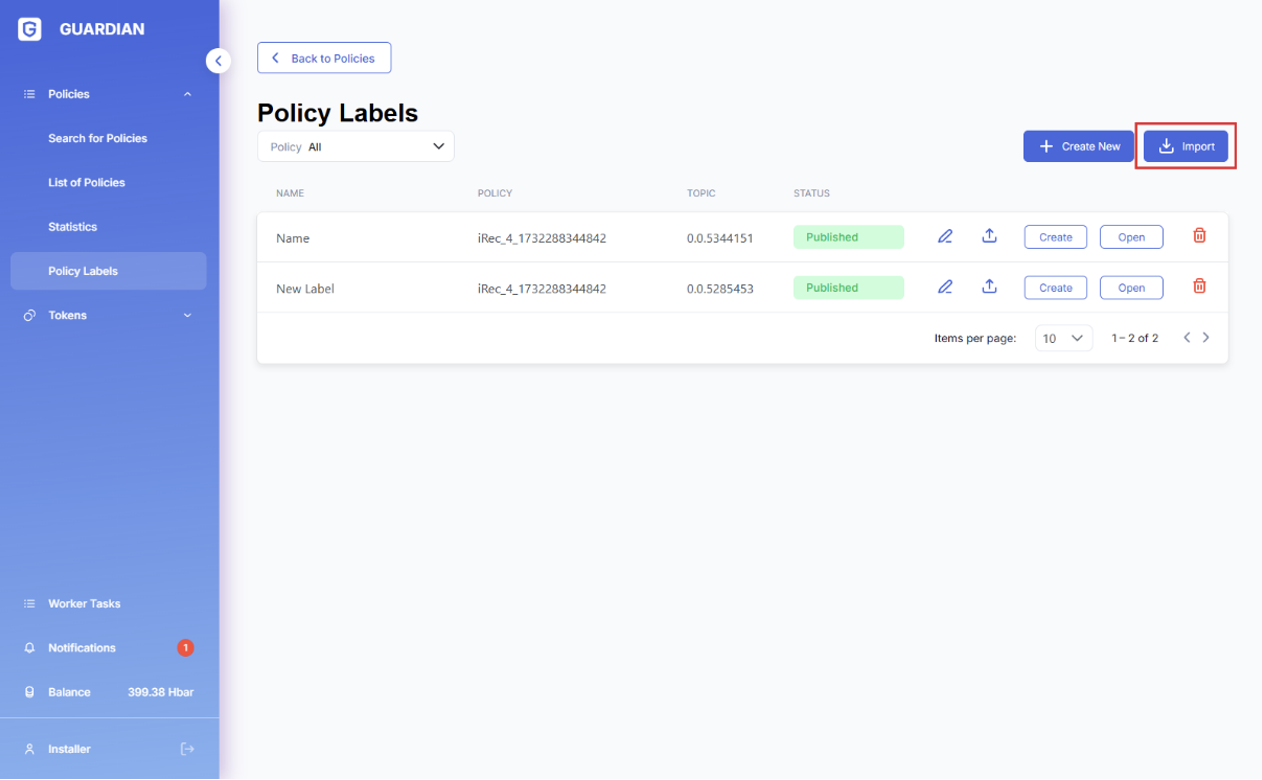 GUARDIAN
Policies
Search for Policies
List of Policies
Statistics
Policy Labels
Tokens
Worker Tasks
Notifications 1
Balance 399.38 Hbar
Installer
Back to Policies
Policy Labels
Policy All
Create New Import
NAME POLICY TOPIC STATUS
Name iRec_4_1732288344842 0.0.5344151 Published Create Open
New Label iRec_4_1732288344842 0.0.5285453 Published Create Open
Items per page: 10 1 – 2 of 2